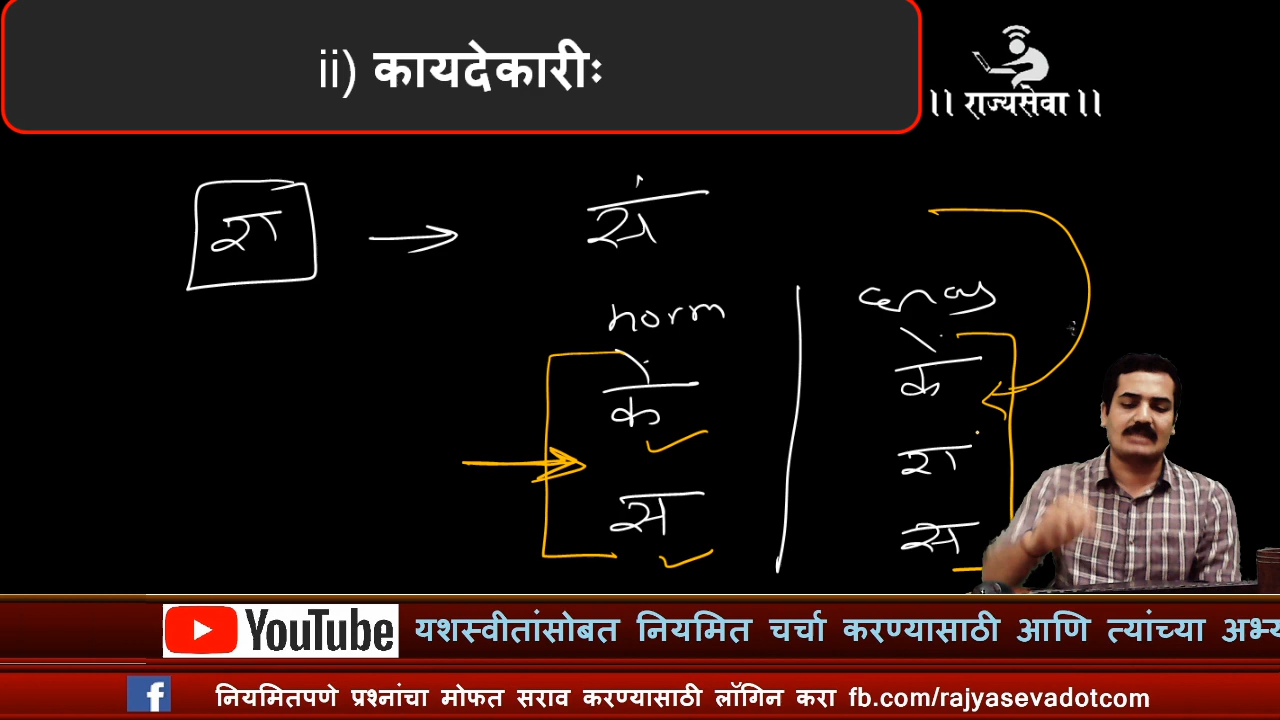 ii) कायदेकारीः
।। राज्यसेवा ।।
रा
सं
norm
कें
स
कें
रा
स
YouTube यशस्वीतांसोबत नियमित चर्चा करण्यासाठी आणि त्यांच्या अभ्य
f नियमितपणे प्रश्नांचा मोफत सराव करण्यासाठी लॉगिन करा fb.com/rajyasevadotcom